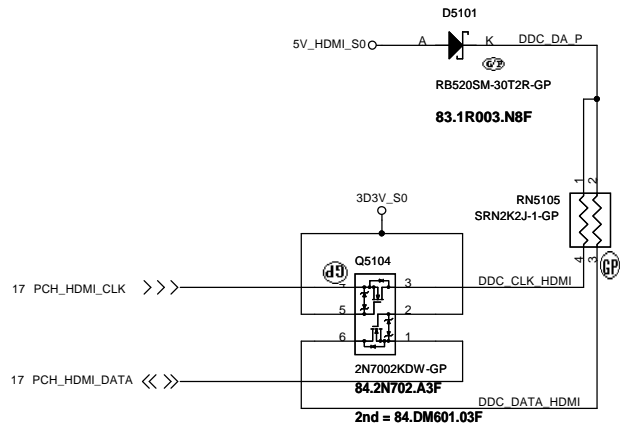 D5101
5V_HDMI_S0
A
K
DDC_DA_P
G/P
RB520SM-30T2R-GP
83.1R003.N8F
1
2
3D3V_S0
RN5105
SRN2K2J-1-GP
4
3
GP
GP
Q5104
17 PCH_HDMI_CLK
4
3
DDC_CLK_HDMI
5
2
6
1
17 PCH_HDMI_DATA
2N7002KDW-GP
84.2N702.A3F
DDC_DATA_HDMI
2nd = 84.DM601.03F